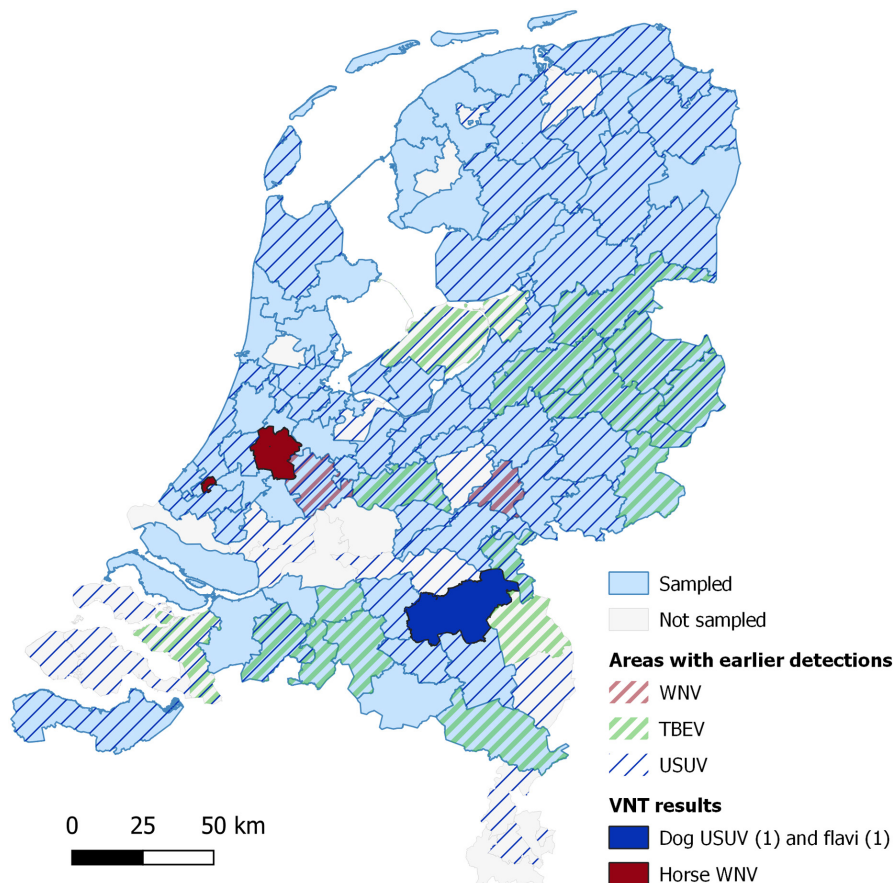 Sampled
Not sampled
Areas with earlier detections
WNV
TBEV
USUV
VNT results
0 25 50 km
Dog USUV (1) and flavi (1)
Horse WNV